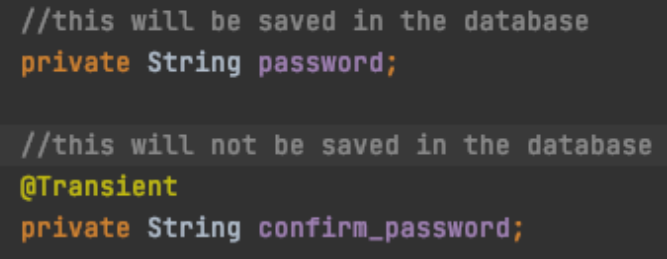 //this will be saved in the database
private String password;
//this will not be saved in the database
@Transient
private String confirm_password;